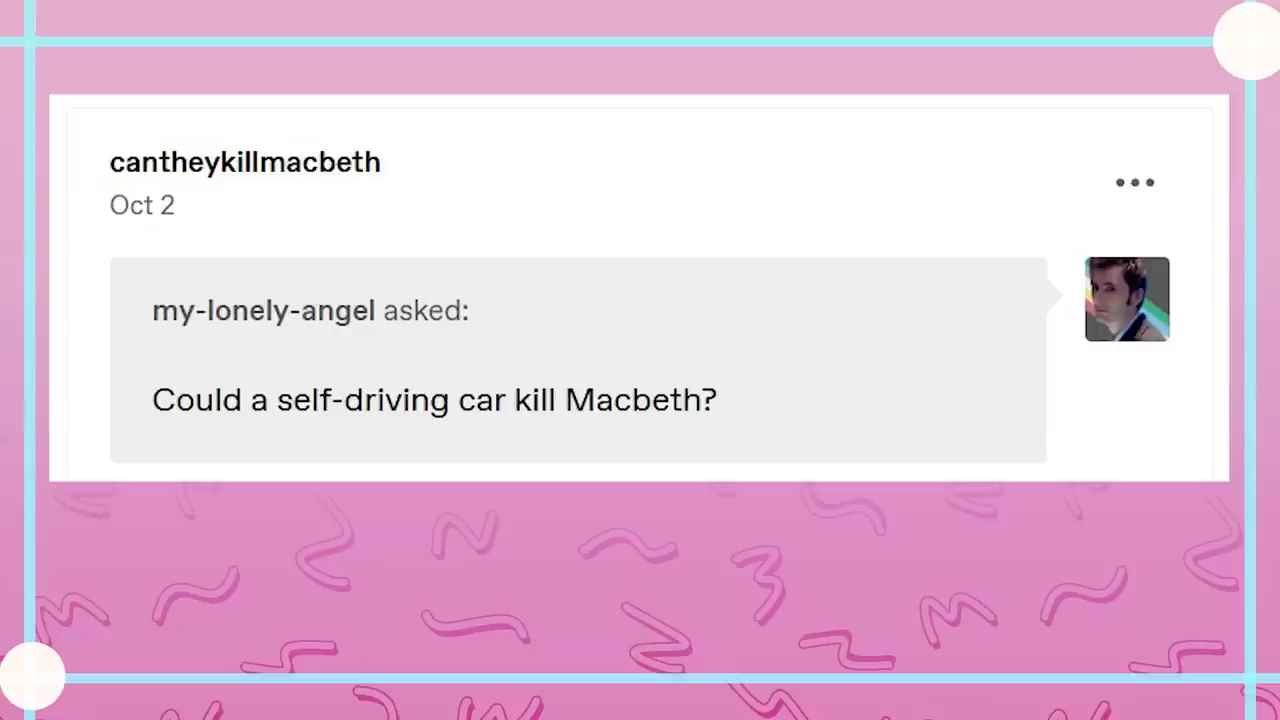 cantheykillmacbeth
Oct 2
my-lonely-angel asked:
Could a self-driving car kill Macbeth?